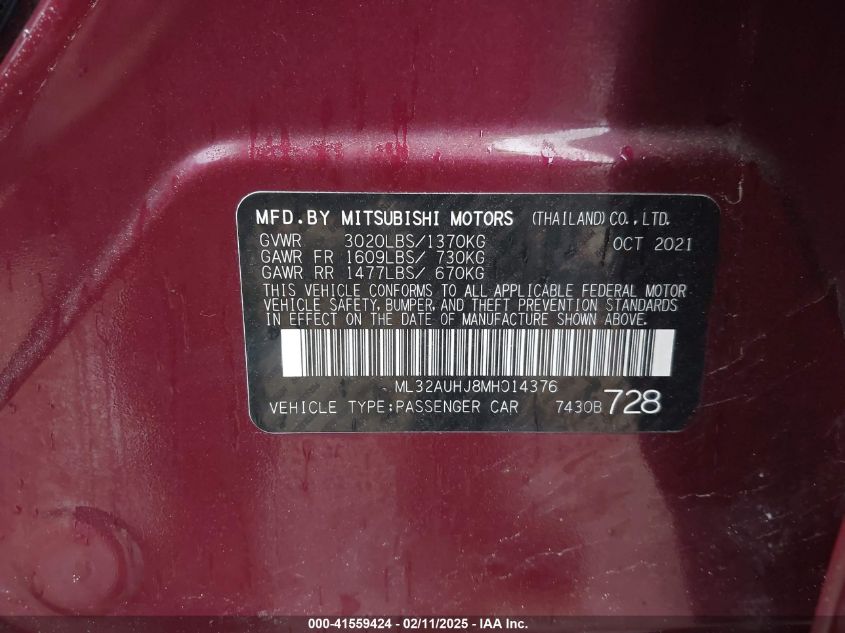 MFD.BY MITSUBISHI MOTORS (THAILAND) CO.,LTD.
GVWR 3020LBS/1370KG OCT 2021
GAWR FR 1609LBS/ 730KG
GAWR RR 1477LBS/ 670KG
THIS VEHICLE CONFORMS TO ALL APPLICABLE FEDERAL MOTOR
VEHICLE SAFETY, BUMPER, AND THEFT PREVENTION STANDARDS
IN EFFECT ON THE DATE OF MANUFACTURE SHOWN ABOVE.
ML32AUHJ8MH014376
VEHICLE TYPE:PASSENGER CAR 7430B 728
000-41559424 - 02/11/2025 - IAA Inc.